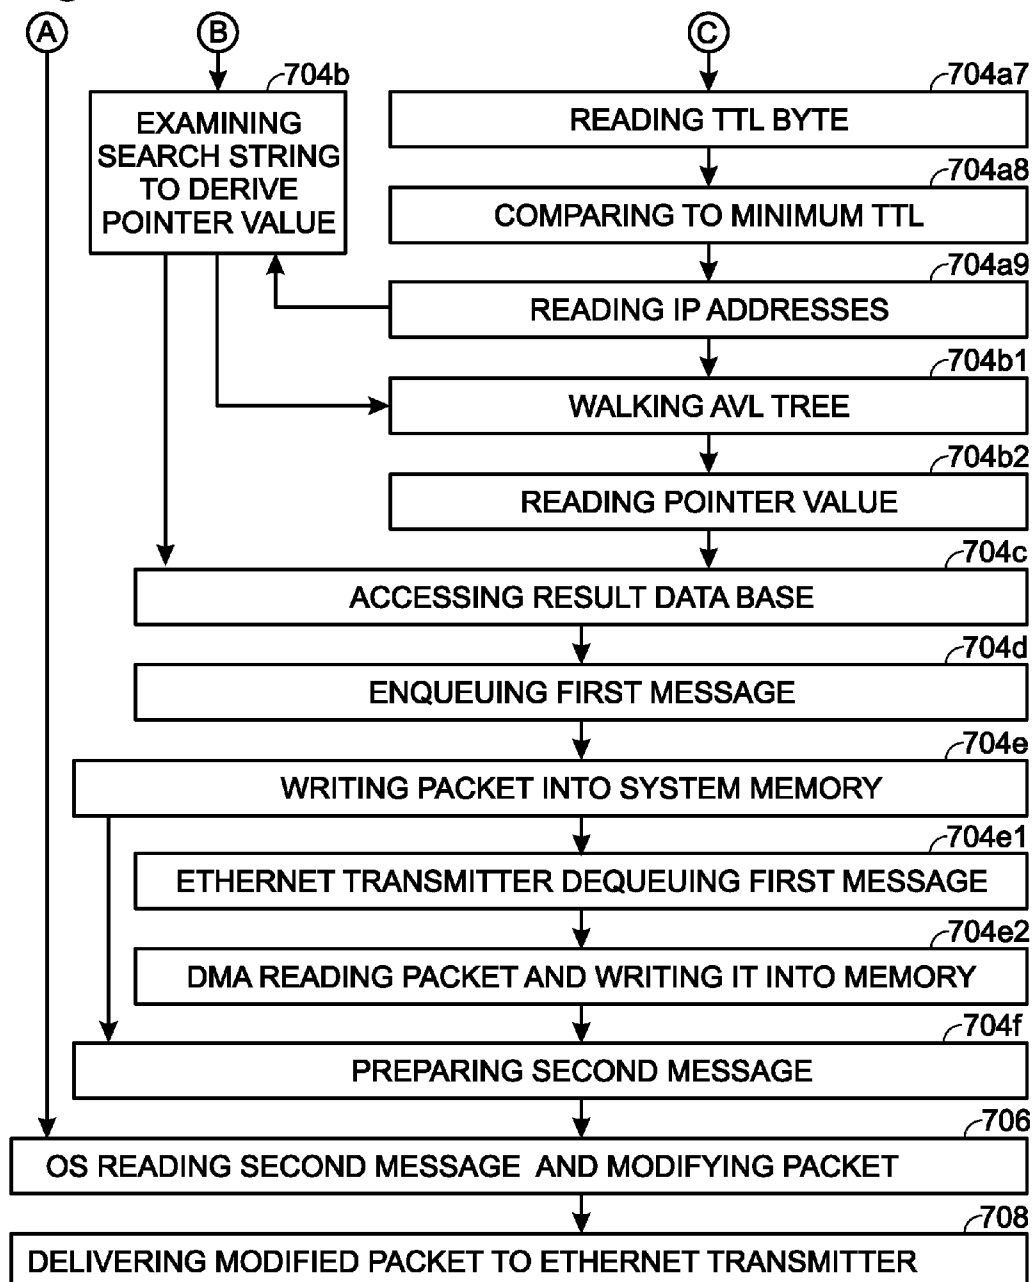 A
B
C
704b
704a7
EXAMINING
SEARCH STRING
TO DERIVE
POINTER VALUE
READING TTL BYTE
704a8
COMPARING TO MINIMUM TTL
704a9
READING IP ADDRESSES
704b1
WALKING AVL TREE
704b2
READING POINTER VALUE
704c
ACCESSING RESULT DATA BASE
704d
ENQUEUING FIRST MESSAGE
704e
WRITING PACKET INTO SYSTEM MEMORY
704e1
ETHERNET TRANSMITTER DEQUEUING FIRST MESSAGE
704e2
DMA READING PACKET AND WRITING IT INTO MEMORY
704f
PREPARING SECOND MESSAGE
706
OS READING SECOND MESSAGE AND MODIFYING PACKET
708
DELIVERING MODIFIED PACKET TO ETHERNET TRANSMITTER